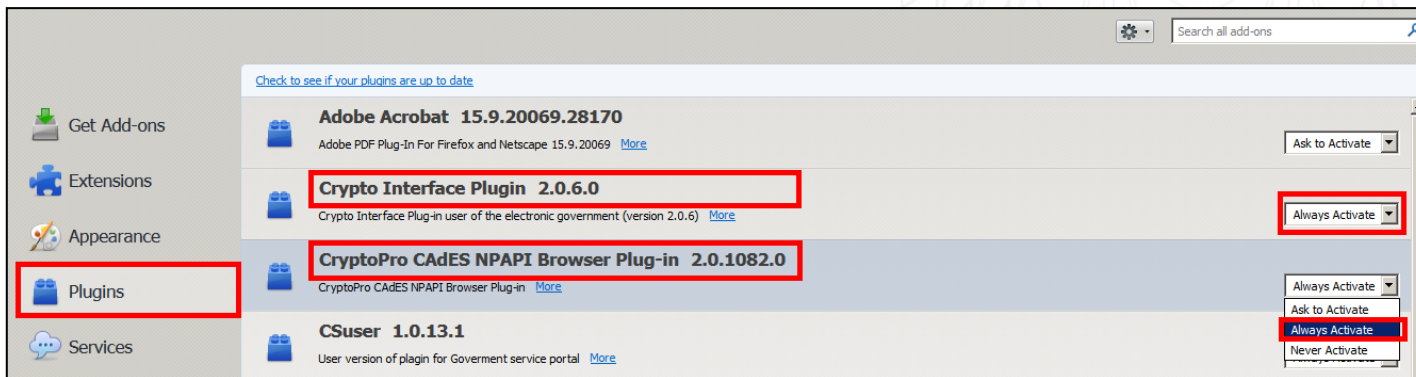 Search all add-ons
Check to see if your plugins are up to date
Get Add-ons
Extensions
Appearance
Plugins
Services
Adobe Acrobat 15.9.20069.28170
Adobe PDF Plug-In For Firefox and Netscape 15.9.20069 More
Ask to Activate
Crypto Interface Plugin 2.0.6.0
Crypto Interface Plug-in user of the electronic government (version 2.0.6) More
Always Activate
CryptoPro CAdES NPAPI Browser Plug-in 2.0.1082.0
CryptoPro CAdES NPAPI Browser Plug-in More
Always Activate
Ask to Activate
Always Activate
Never Activate
CSuser 1.0.13.1
User version of plagin for Goverment service portal More